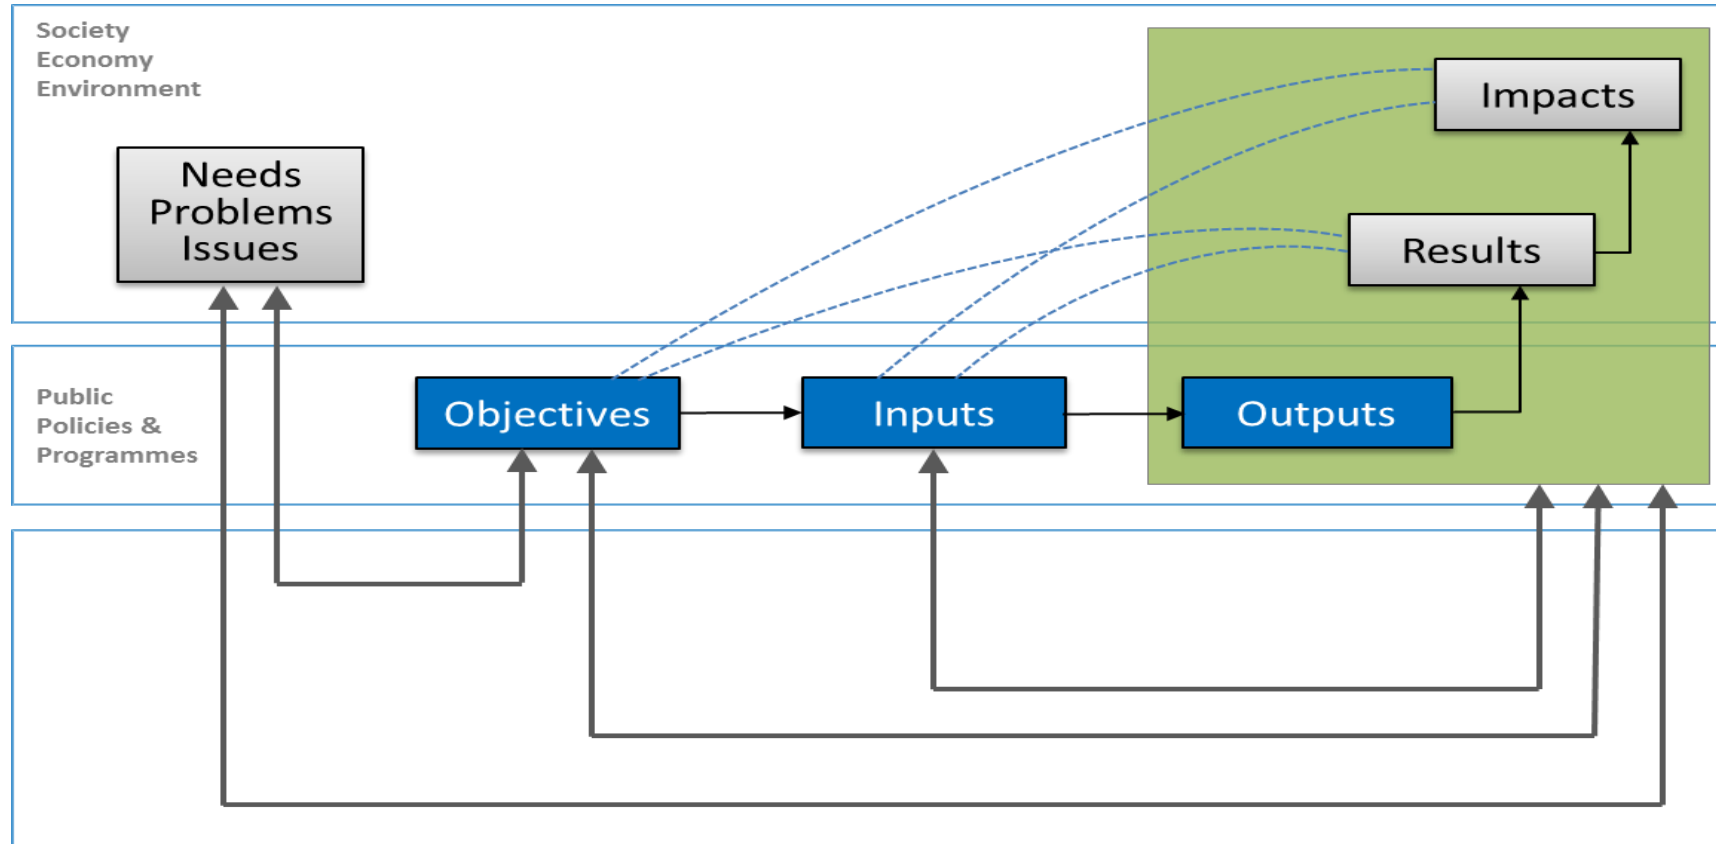 Society
Economy
Environment
Impacts
Needs
Problems
Issues
Results
Public
Policies &
Programmes
Objectives
Inputs
Outputs